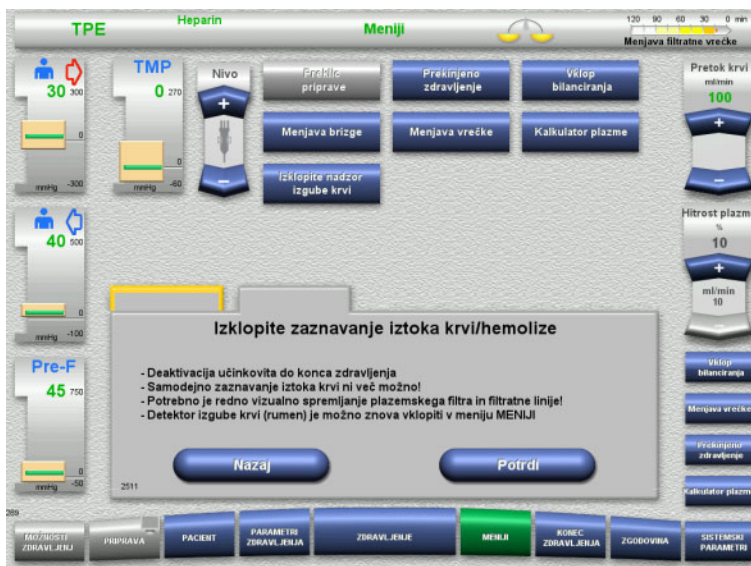 TPE
Heparin
Meniji
120 90 60 30 0 min
Menjava filtratne vrečke
30 300
0
mmHg -300
TMP
0 270
0
-60
Nivo
+
–
Preklic
priprave
Prekinjeno
zdravljenje
Vklop
bilanciranja
Menjava brizge
Menjava vrečke
Kalkulator plazme
Izklopite nadzor
izgube krvi
Pretok krvi
ml/min
100
+
–
40 500
0
mmHg -100
Hitrost plazm
%
10
+
ml/min
10
–
Pre-F
45 750
0
mmHg -50
Izklopite zaznavanje iztoka krvi/hemolize
- Deaktivacija učinkovita do konca zdravljenja
- Samodejno zaznavanje iztoka krvi ni več možno!
- Potrebno je redno vizualno spremljanje plazemskega filtra in filtratne linije!
- Detektor izgube krvi (rumen) je možno znova vklopiti v meniju MENIJI
Nazaj
Potrdi
2511
Vklop
bilanciranja
Menjava vrečke
Prekinjeno
zdravljenje
Kalkulator plazm
289
MOŽNOSTI
ZDRAVLJENJ
PRIPRAVA
PACIENT
PARAMETRI
ZDRAVLJENJA
ZDRAVLJENJE
MENIJI
KONEC
ZDRAVLJENJA
ZGODOVINA
SISTEMSKI
PARAMETRI